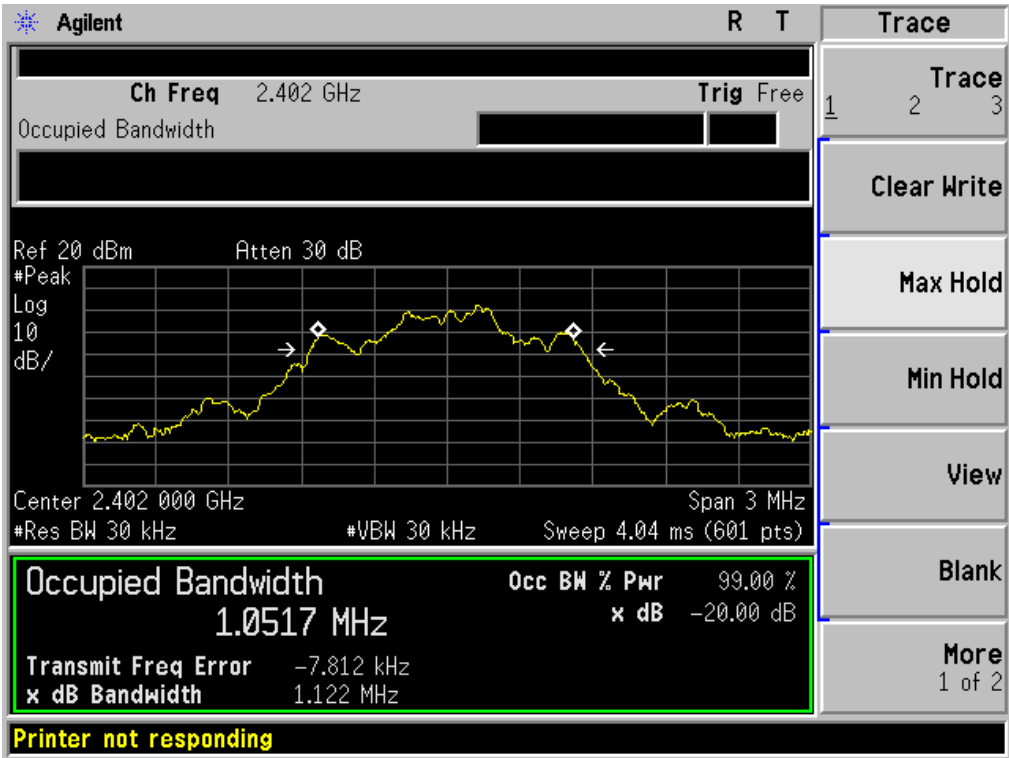 Agilent R T
Trace
Ch Freq 2.402 GHz Trig Free
Occupied Bandwidth
Trace
1 2 3
Clear Write
Max Hold
Min Hold
View
Blank
More
1 of 2
Ref 20 dBm Atten 30 dB
#Peak
Log
10
dB/
Center 2.402 000 GHz Span 3 MHz
#Res BW 30 kHz #VBW 30 kHz Sweep 4.04 ms (601 pts)
Occupied Bandwidth Occ BW % Pwr 99.00 %
1.0517 MHz x dB -20.00 dB
Transmit Freq Error -7.812 kHz
x dB Bandwidth 1.122 MHz
Printer not responding